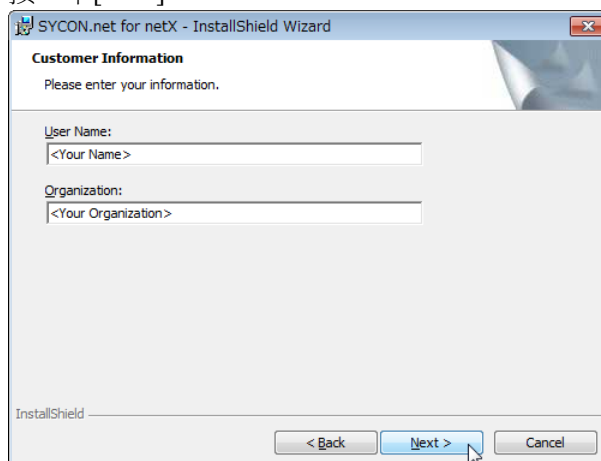 SYCON.net for netX - InstallShield Wizard
Customer Information
Please enter your information.
User Name:
<Your Name>
Organization:
<Your Organization>
InstallShield
< Back Next > Cancel